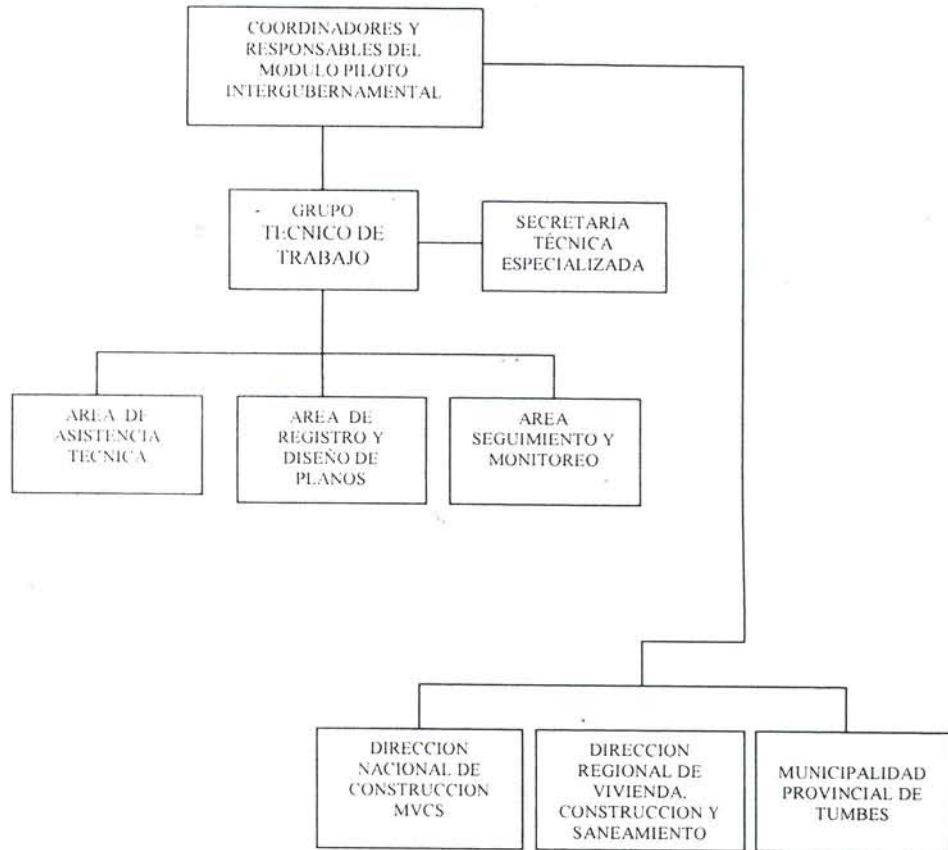 COORDINADORES Y
RESPONSABLES DEL
MODULO PILOTO
INTERGUBERNAMENTAL
GRUPO
TECNICO DE
TRABAJO
SECRETARÍA
TÉCNICA
ESPECIALIZADA
AREA DE
ASISTENCIA
TECNICA
AREA DE
REGISTRO Y
DISEÑO DE
PLANOS
AREA
SEGUIMIENTO Y
MONITOREO
DIRECCION
NACIONAL DE
CONSTRUCCION
MVCS
DIRECCION
REGIONAL DE
VIVIENDA.
CONSTRUCCION Y
SANEAMIENTO
MUNICIPALIDAD
PROVINCIAL DE
TUMBES